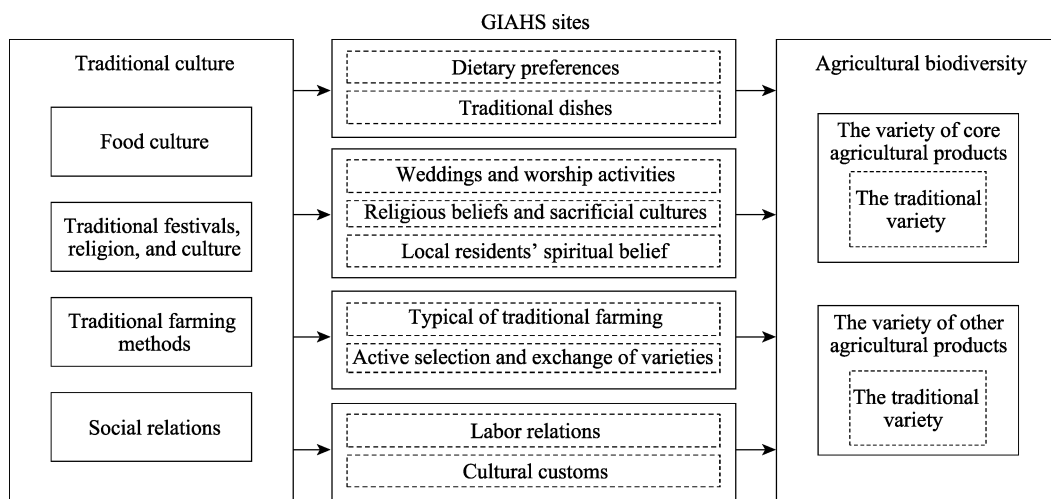 GIAHS sites
Traditional culture
Food culture
Traditional festivals,
religion, and culture
Traditional farming
methods
Social relations
Dietary preferences
Traditional dishes
Weddings and worship activities
Religious beliefs and sacrificial cultures
Local residents’ spiritual belief
Typical of traditional farming
Active selection and exchange of varieties
Labor relations
Cultural customs
Agricultural biodiversity
The variety of core
agricultural products
The traditional
variety
The variety of other
agricultural products
The traditional
variety